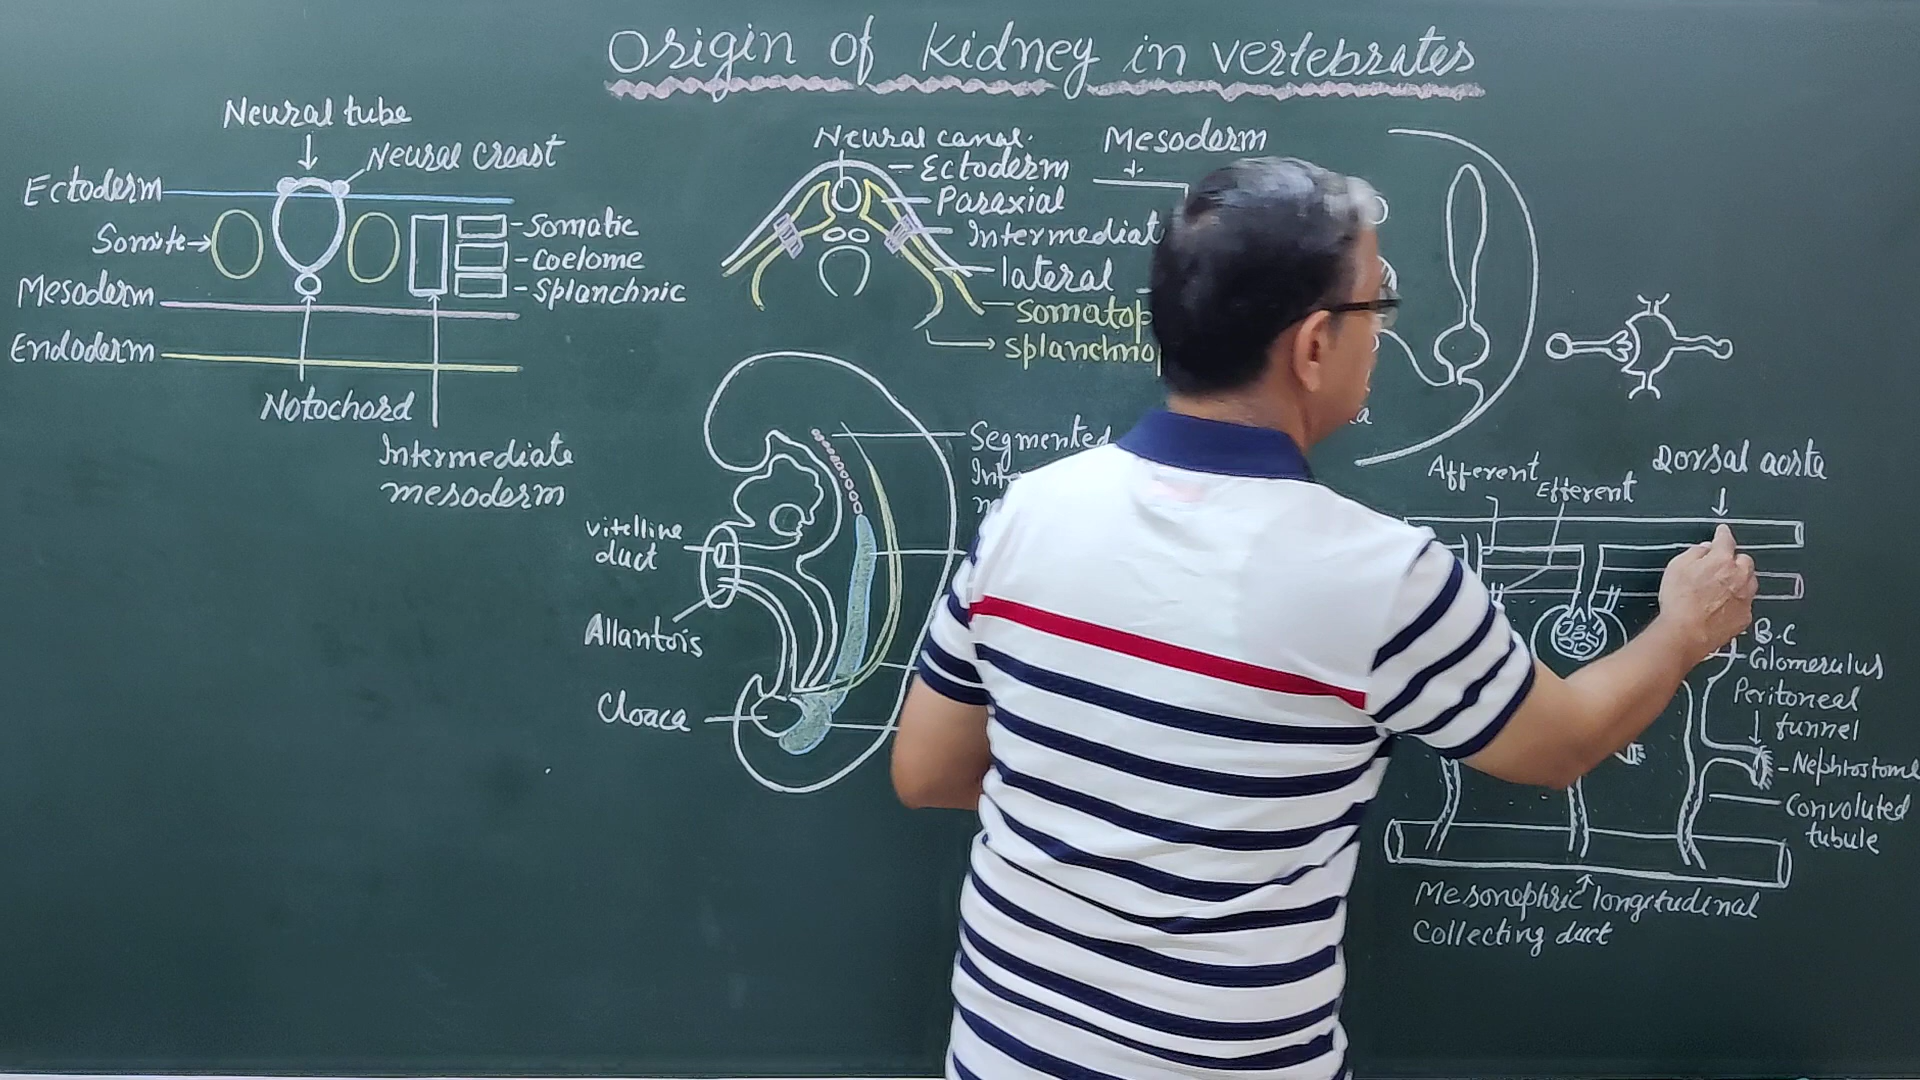 Origin of Kidney in vertebrates
Neural tube
Neural Creast
Ectoderm
Somite
Somatic
Coelome
Splanchnic
Mesoderm
Endoderm
Notochord
Intermediate
mesoderm
Neural canal
Ectoderm
Paraxial
Intermediat
lateral
Somatop
Splanchno
Mesoderm
Segmented
vitelline
duct
Allantois
Cloaca
Afferent
Efferent
Dorsal aorta
B.C
Glomerulus
Peritoneal
funnel
Nephrostome
Convoluted
tubule
Mesonephric longitudinal
Collecting duct